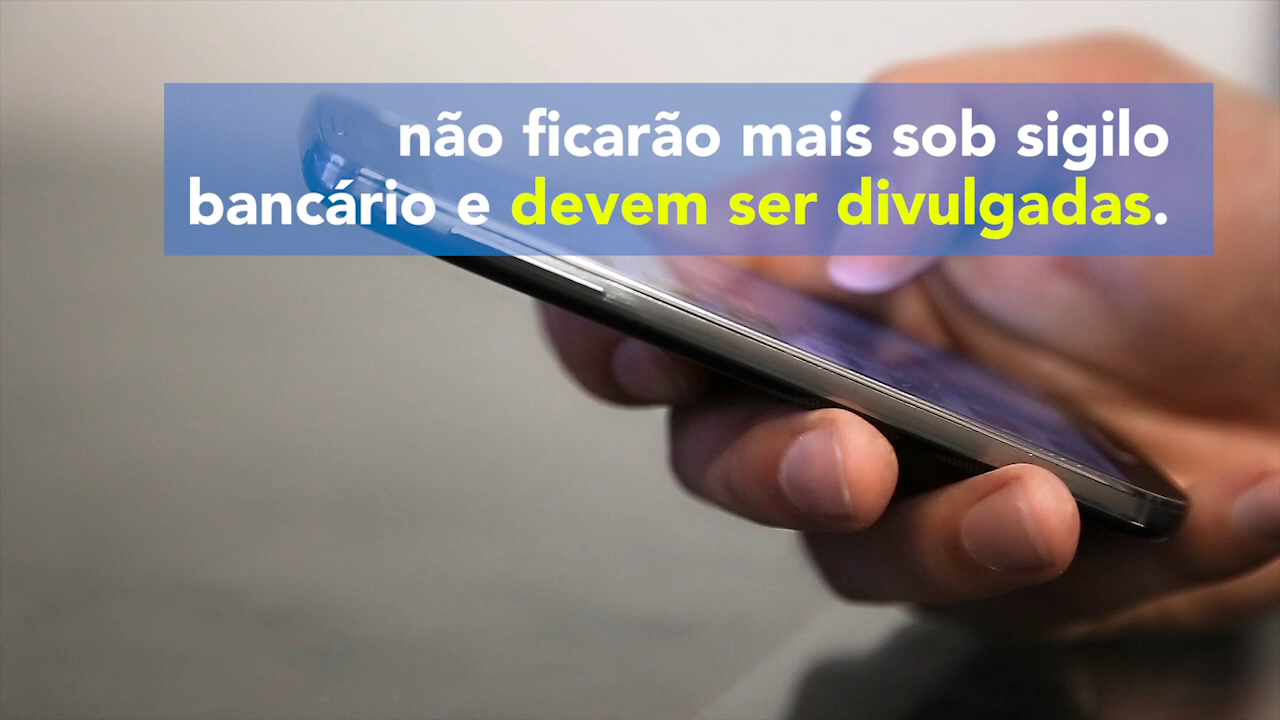 não ficarão mais sob sigilo
bancário e devem ser divulgadas.